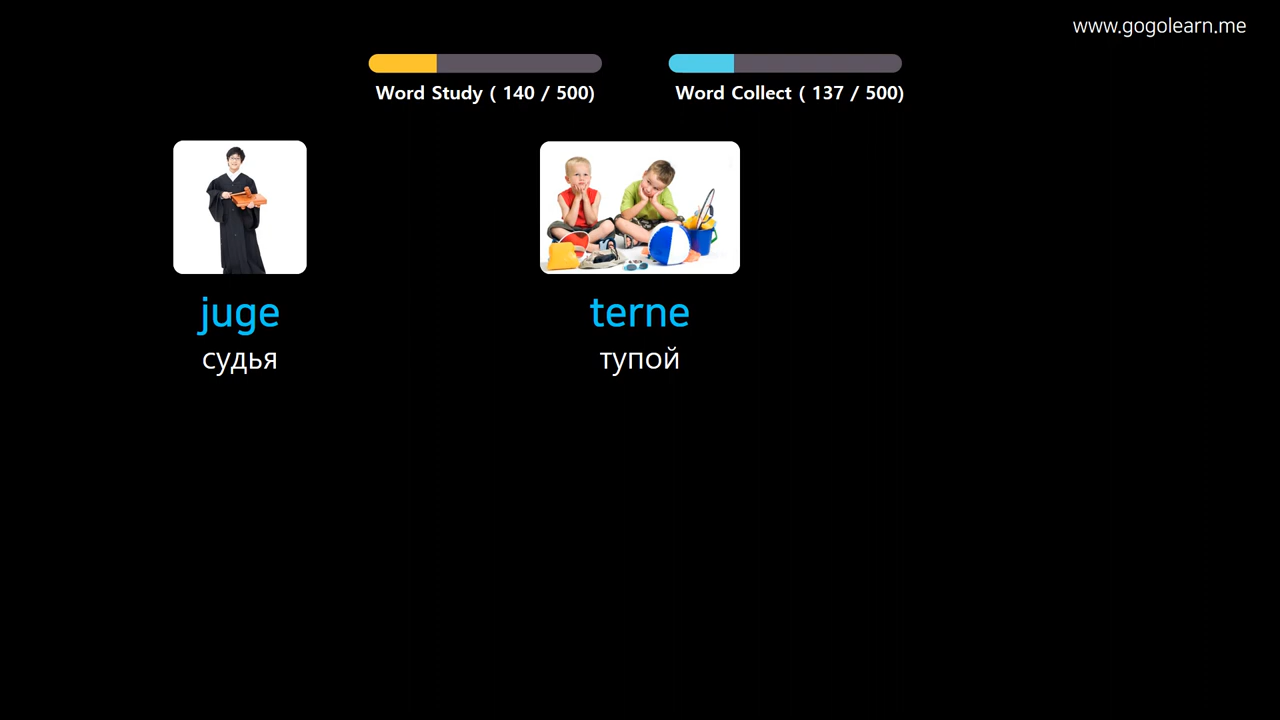 www.gogolearn.me
Word Study ( 140 / 500)
Word Collect ( 137 / 500)
juge
terne
судья
тупой